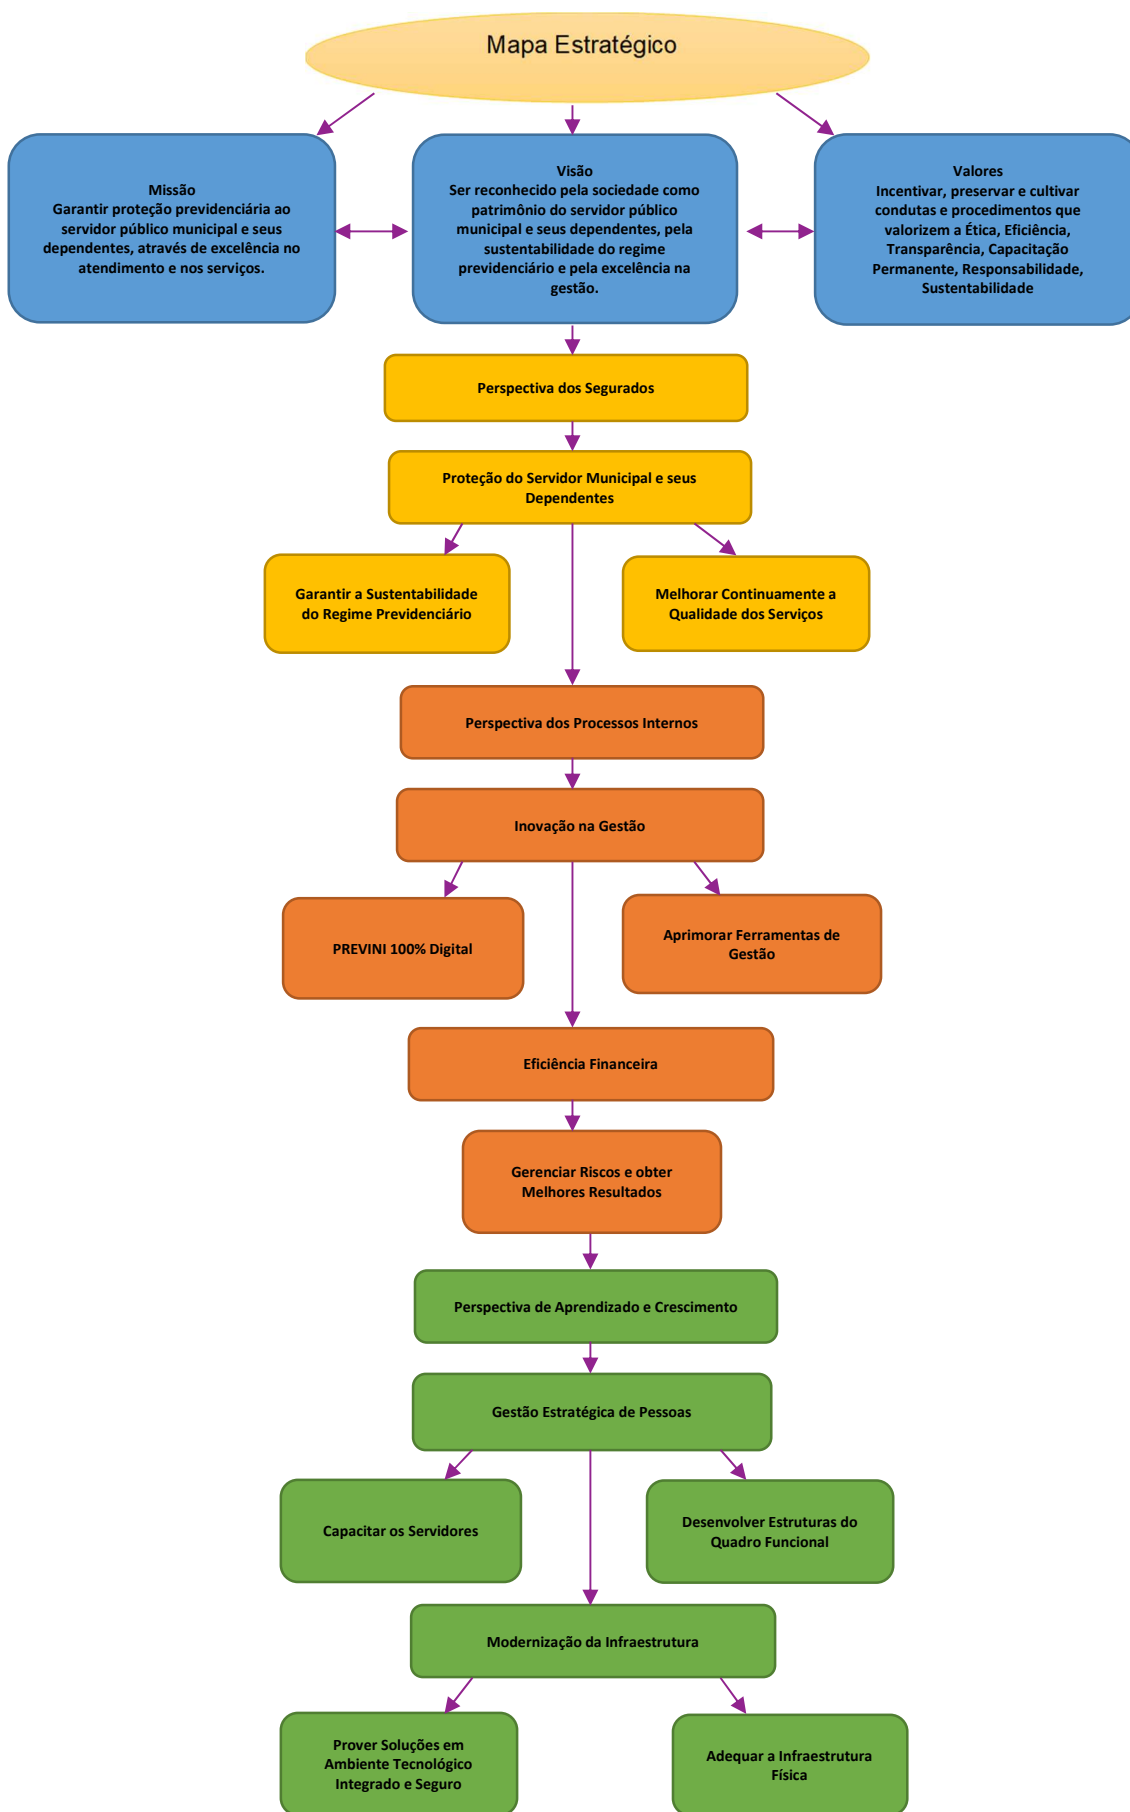 Mapa Estratégico
Missão
Garantir proteção previdenciária ao
servidor público municipal e seus
dependentes, através de excelência no
atendimento e nos serviços.
Visão
Ser reconhecido pela sociedade como
patrimônio do servidor público
municipal e seus dependentes, pela
sustentabilidade do regime
previdenciário e pela excelência na
gestão.
Valores
Incentivar, preservar e cultivar
condutas e procedimentos que
valorizem a Ética, Eficiência,
Transparência, Capacitação
Permanente, Responsabilidade,
Sustentabilidade
Perspectiva dos Segurados
Proteção do Servidor Municipal e seus
Dependentes
Garantir a Sustentabilidade
do Regime Previdenciário
Melhorar Continuamente a
Qualidade dos Serviços
Perspectiva dos Processos Internos
Inovação na Gestão
PREVINI 100% Digital
Aprimorar Ferramentas de
Gestão
Eficiência Financeira
Gerenciar Riscos e obter
Melhores Resultados
Perspectiva de Aprendizado e Crescimento
Gestão Estratégica de Pessoas
Capacitar os Servidores
Desenvolver Estruturas do
Quadro Funcional
Modernização da Infraestrutura
Prover Soluções em
Ambiente Tecnológico
Integrado e Seguro
Adequar a Infraestrutura
Física